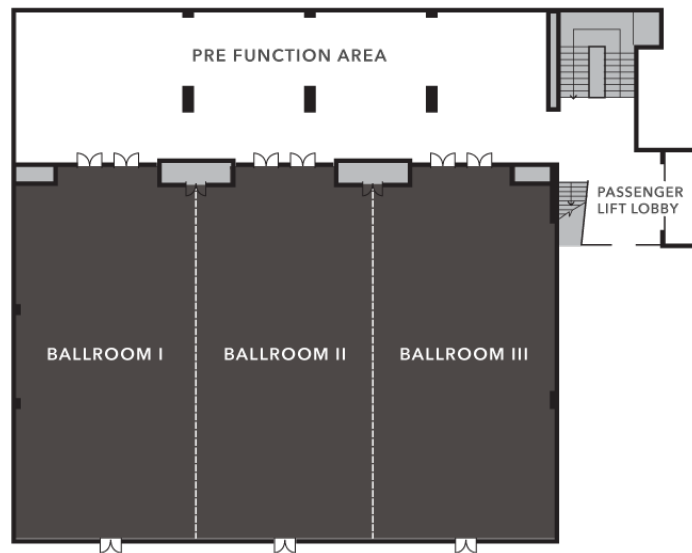 PRE FUNCTION AREA
PASSENGER
LIFT LOBBY
BALLROOM I
BALLROOM II
BALLROOM III